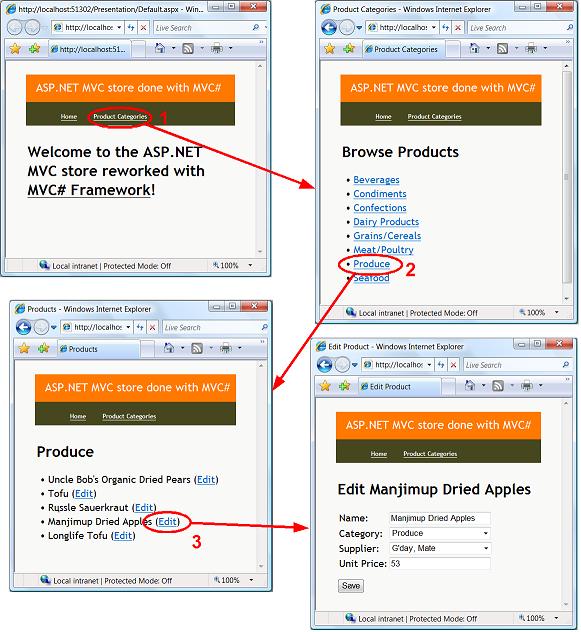 http://localhost:51302/Presentation/Default.aspx - Win...
http://localhos:
Live Search
http://localhost:51...
ASP.NET MVC store done with MVC#
Home Product Categories
1
Welcome to the ASP.NET
MVC store reworked with
MVC# Framework!
Local intranet | Protected Mode: Off
100%
Product Categories - Windows Internet Explorer
http://localhos:
Live Search
Product Categories
ASP.NET MVC store done with MVC#
Home Product Categories
Browse Products
• Beverages
• Condiments
• Confections
• Dairy Products
• Grains/Cereals
• Meat/Poultry
• Produce
2
• Seafood
Local intranet | Protected Mode: Off
100%
Products - Windows Internet Explorer
http://localhos:
Live Search
Products
ASP.NET MVC store done with MVC#
Home Product Categories
Produce
• Uncle Bob's Organic Dried Pears (Edit)
• Tofu (Edit)
• Rssle Sauerkraut (Edit)
• Manjimup Dried Apples (Edit)
3
• Longlife Tofu (Edit)
Local intranet | Protected Mode: Off
100%
Edit Product - Windows Internet Explorer
http://localhos:
Live Search
Edit Product
ASP.NET MVC store done with MVC#
Home Product Categories
Edit Manjimup Dried Apples
Name: Manjimup Dried Apples
Category: Produce
Supplier: G'day, Mate
Unit Price: 53
Save
Local intranet | Protected Mode: Off
100%